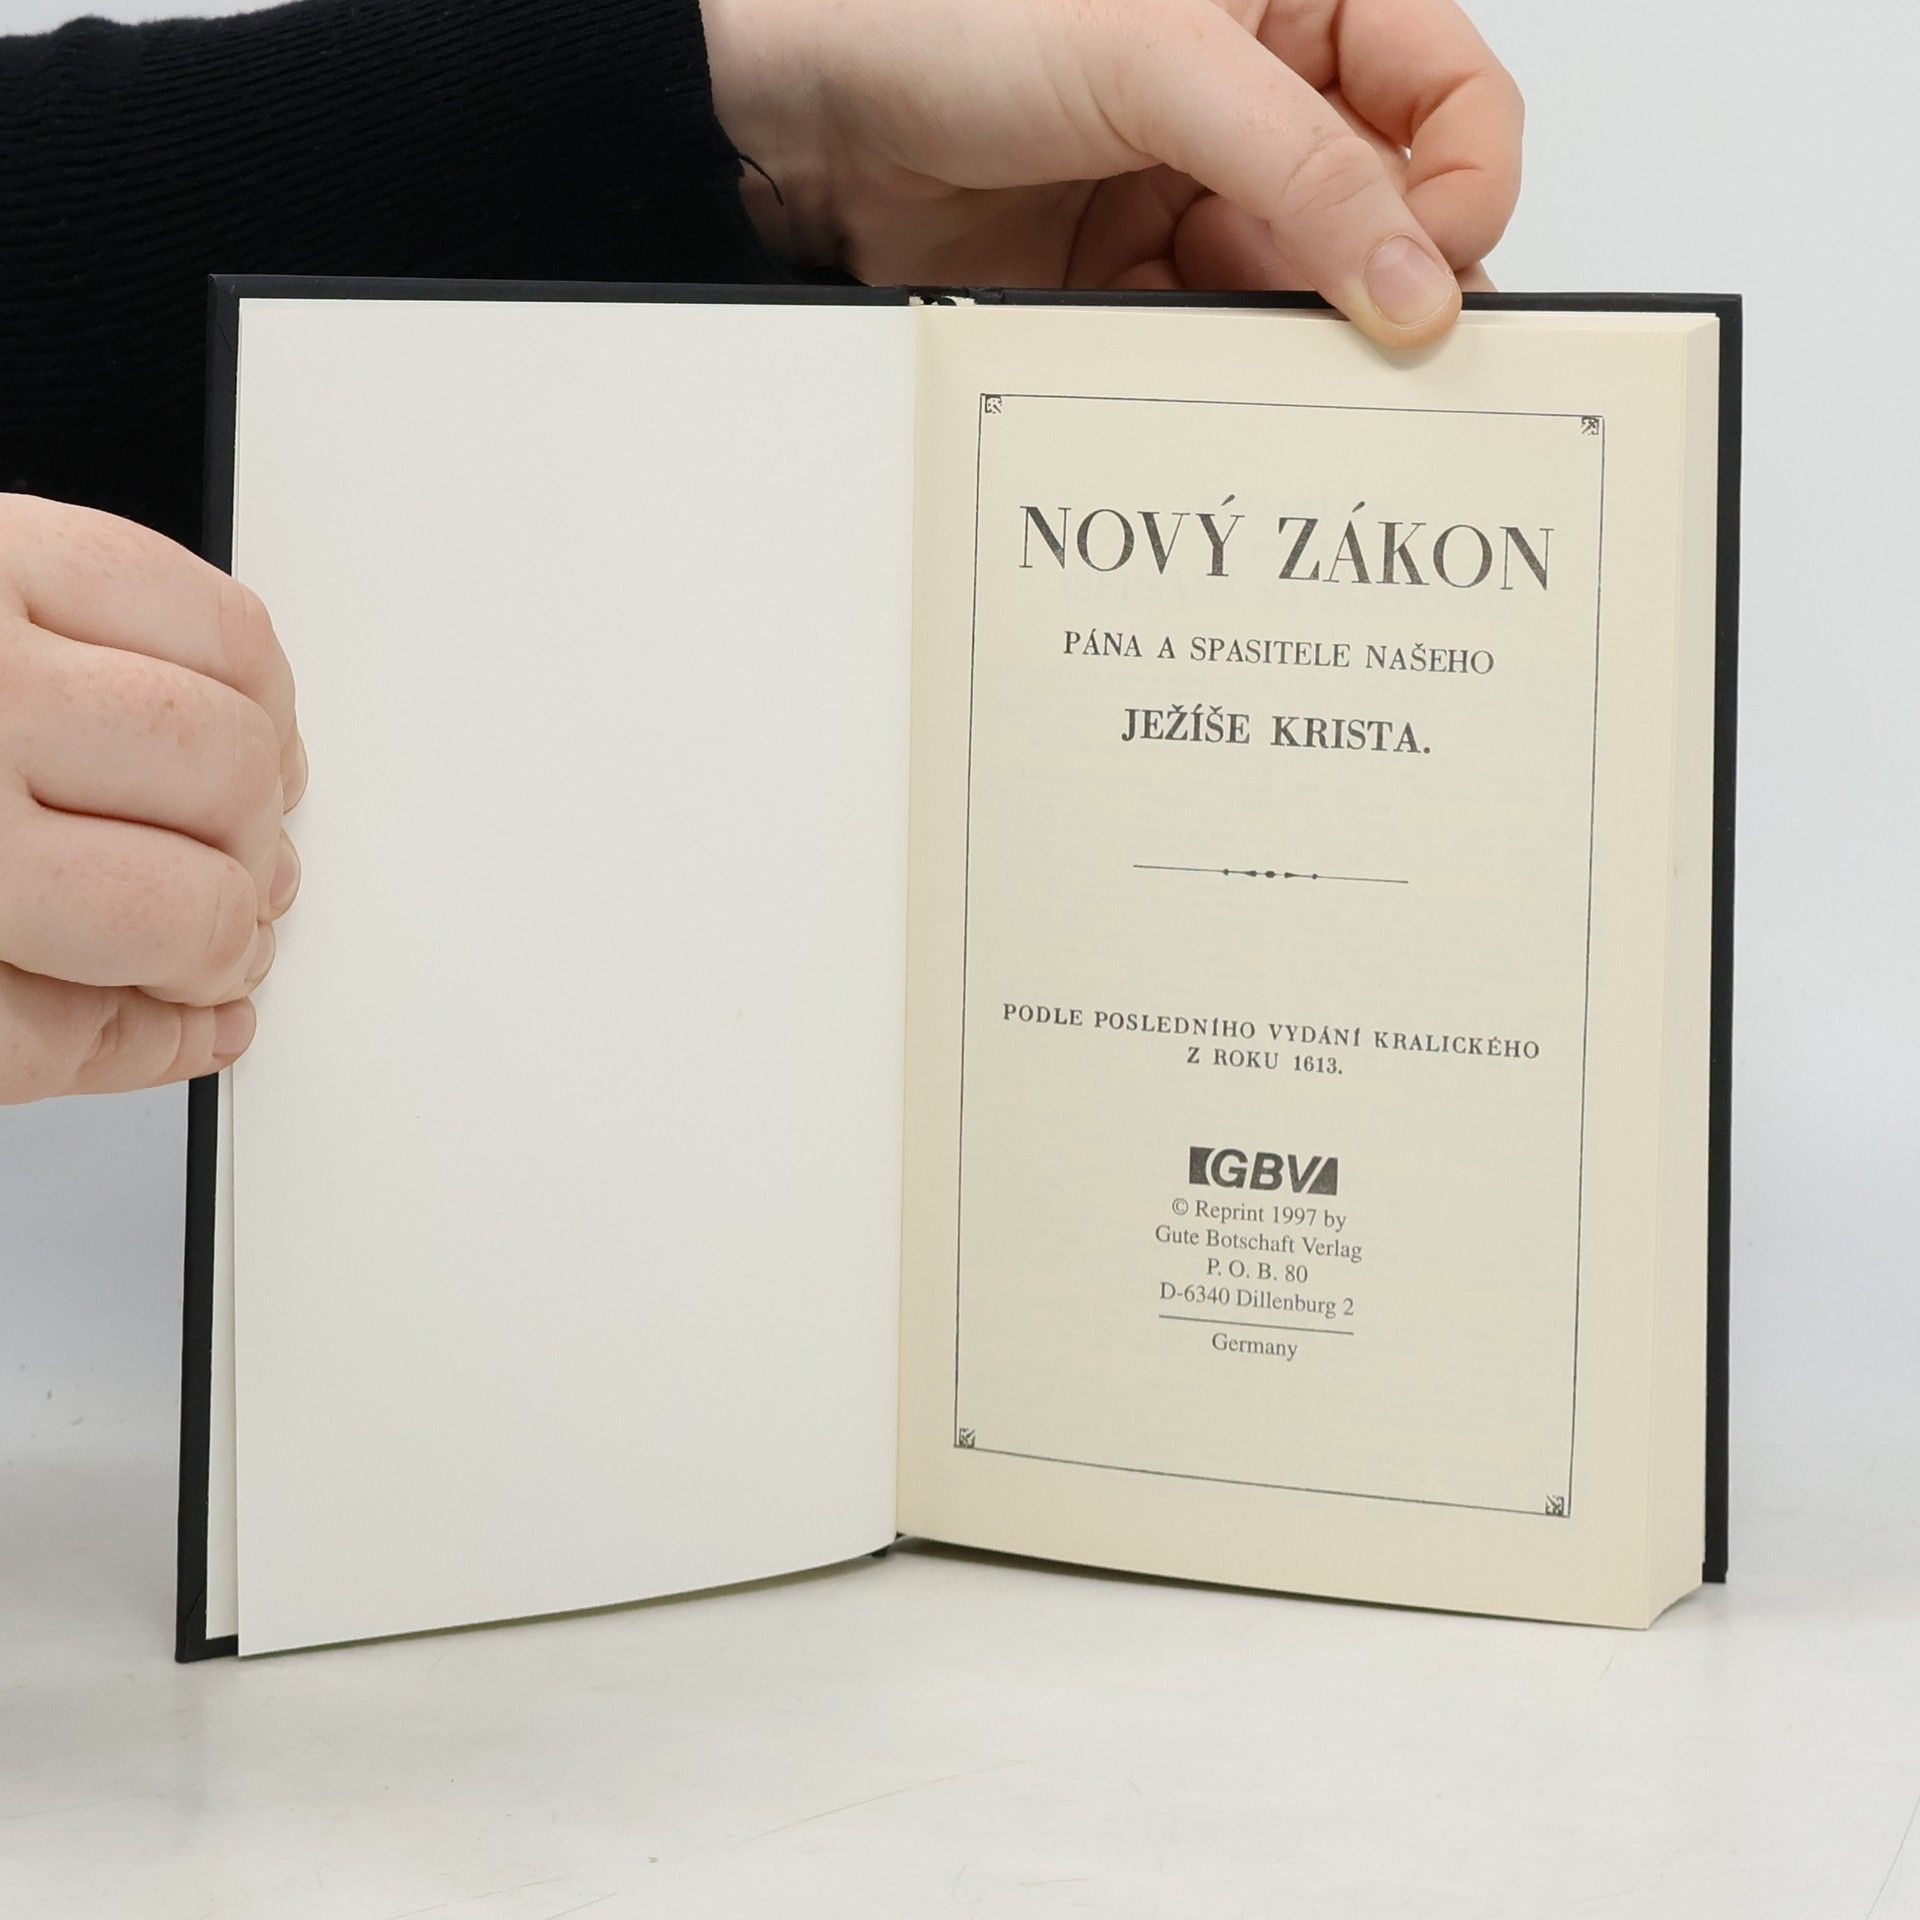 NOVÝ ZÁKON
PÁNA A SPASITELE NAŠEHO
JEŽÍŠE KRISTA.
PODLE POSLEDNÍHO VYDÁNÍ KRALICKÉHO
Z ROKU 1613.
GBV
© Reprint 1997 by
Gute Botschaft Verlag
P. O. B. 80
D-6340 Dillenburg 2
Germany